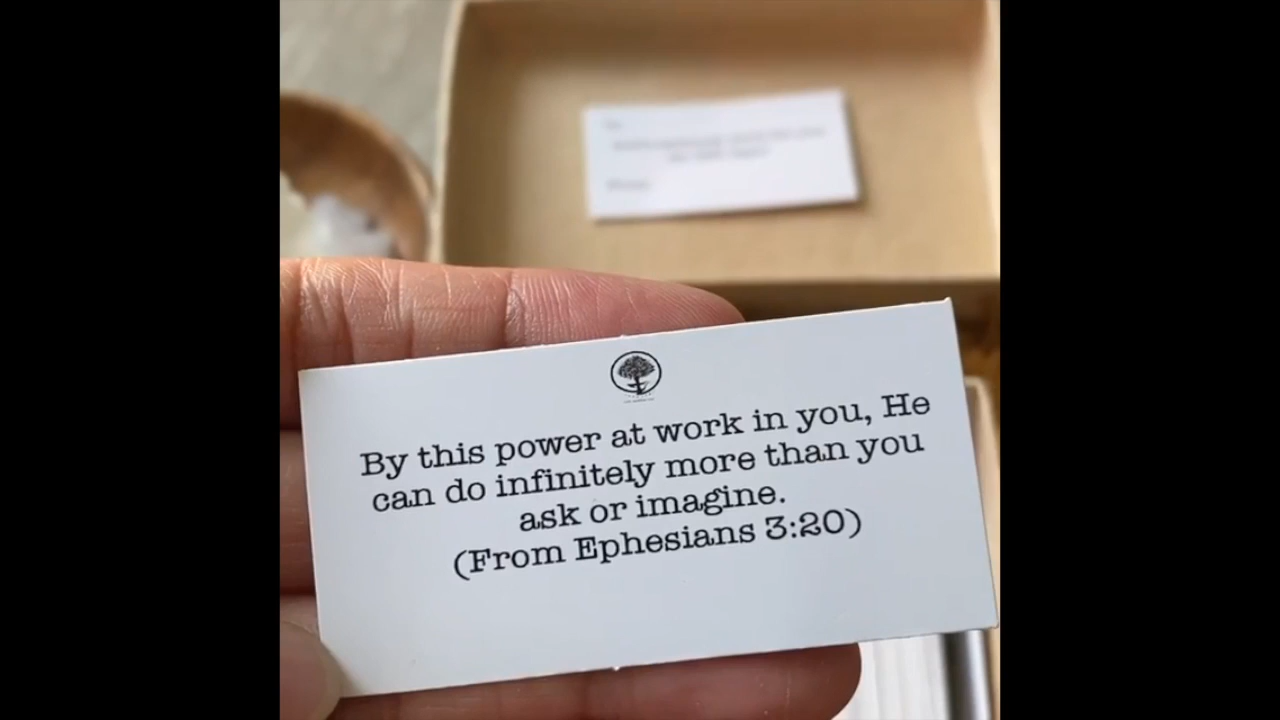 By this power at work in you, He
can do infinitely more than you
ask or imagine.
(From Ephesians 3:20)